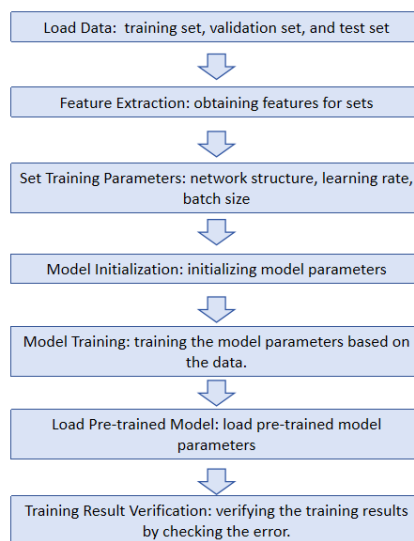 Load Data: training set, validation set, and test set
Feature Extraction: obtaining features for sets
Set Training Parameters: network structure, learning rate,
batch size
Model Initialization: initializing model parameters
Model Training: training the model parameters based on
the data.
Load Pre-trained Model: load pre-trained model
parameters
Training Result Verification: verifying the training results
by checking the error.